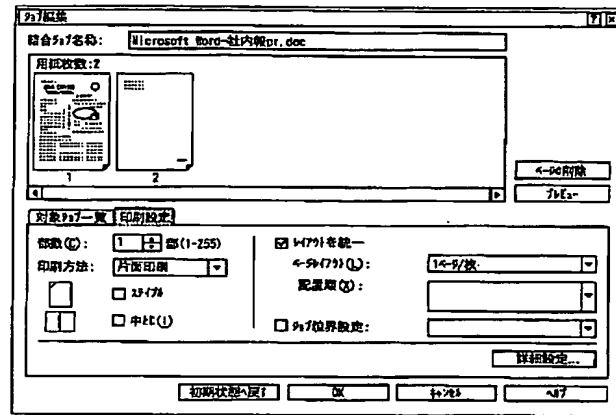 ジョブ編集
結合ジョブ名称: Microsoft Word-社内報pr.doc
用紙枚数:2
1
2
ページの削除
プレビュー
対象ジョブ一覧 印刷設定
部数(C): 1 部(1-255)
印刷方法: 片面印刷
ステイプル
中とじ(I)
レイアウトを統一
ページレイアウト(L): 1ページ/枚
配置順(X):
ジョブ境界設定:
詳細設定...
初期状態へ戻す OK キャンセル ヘルプ